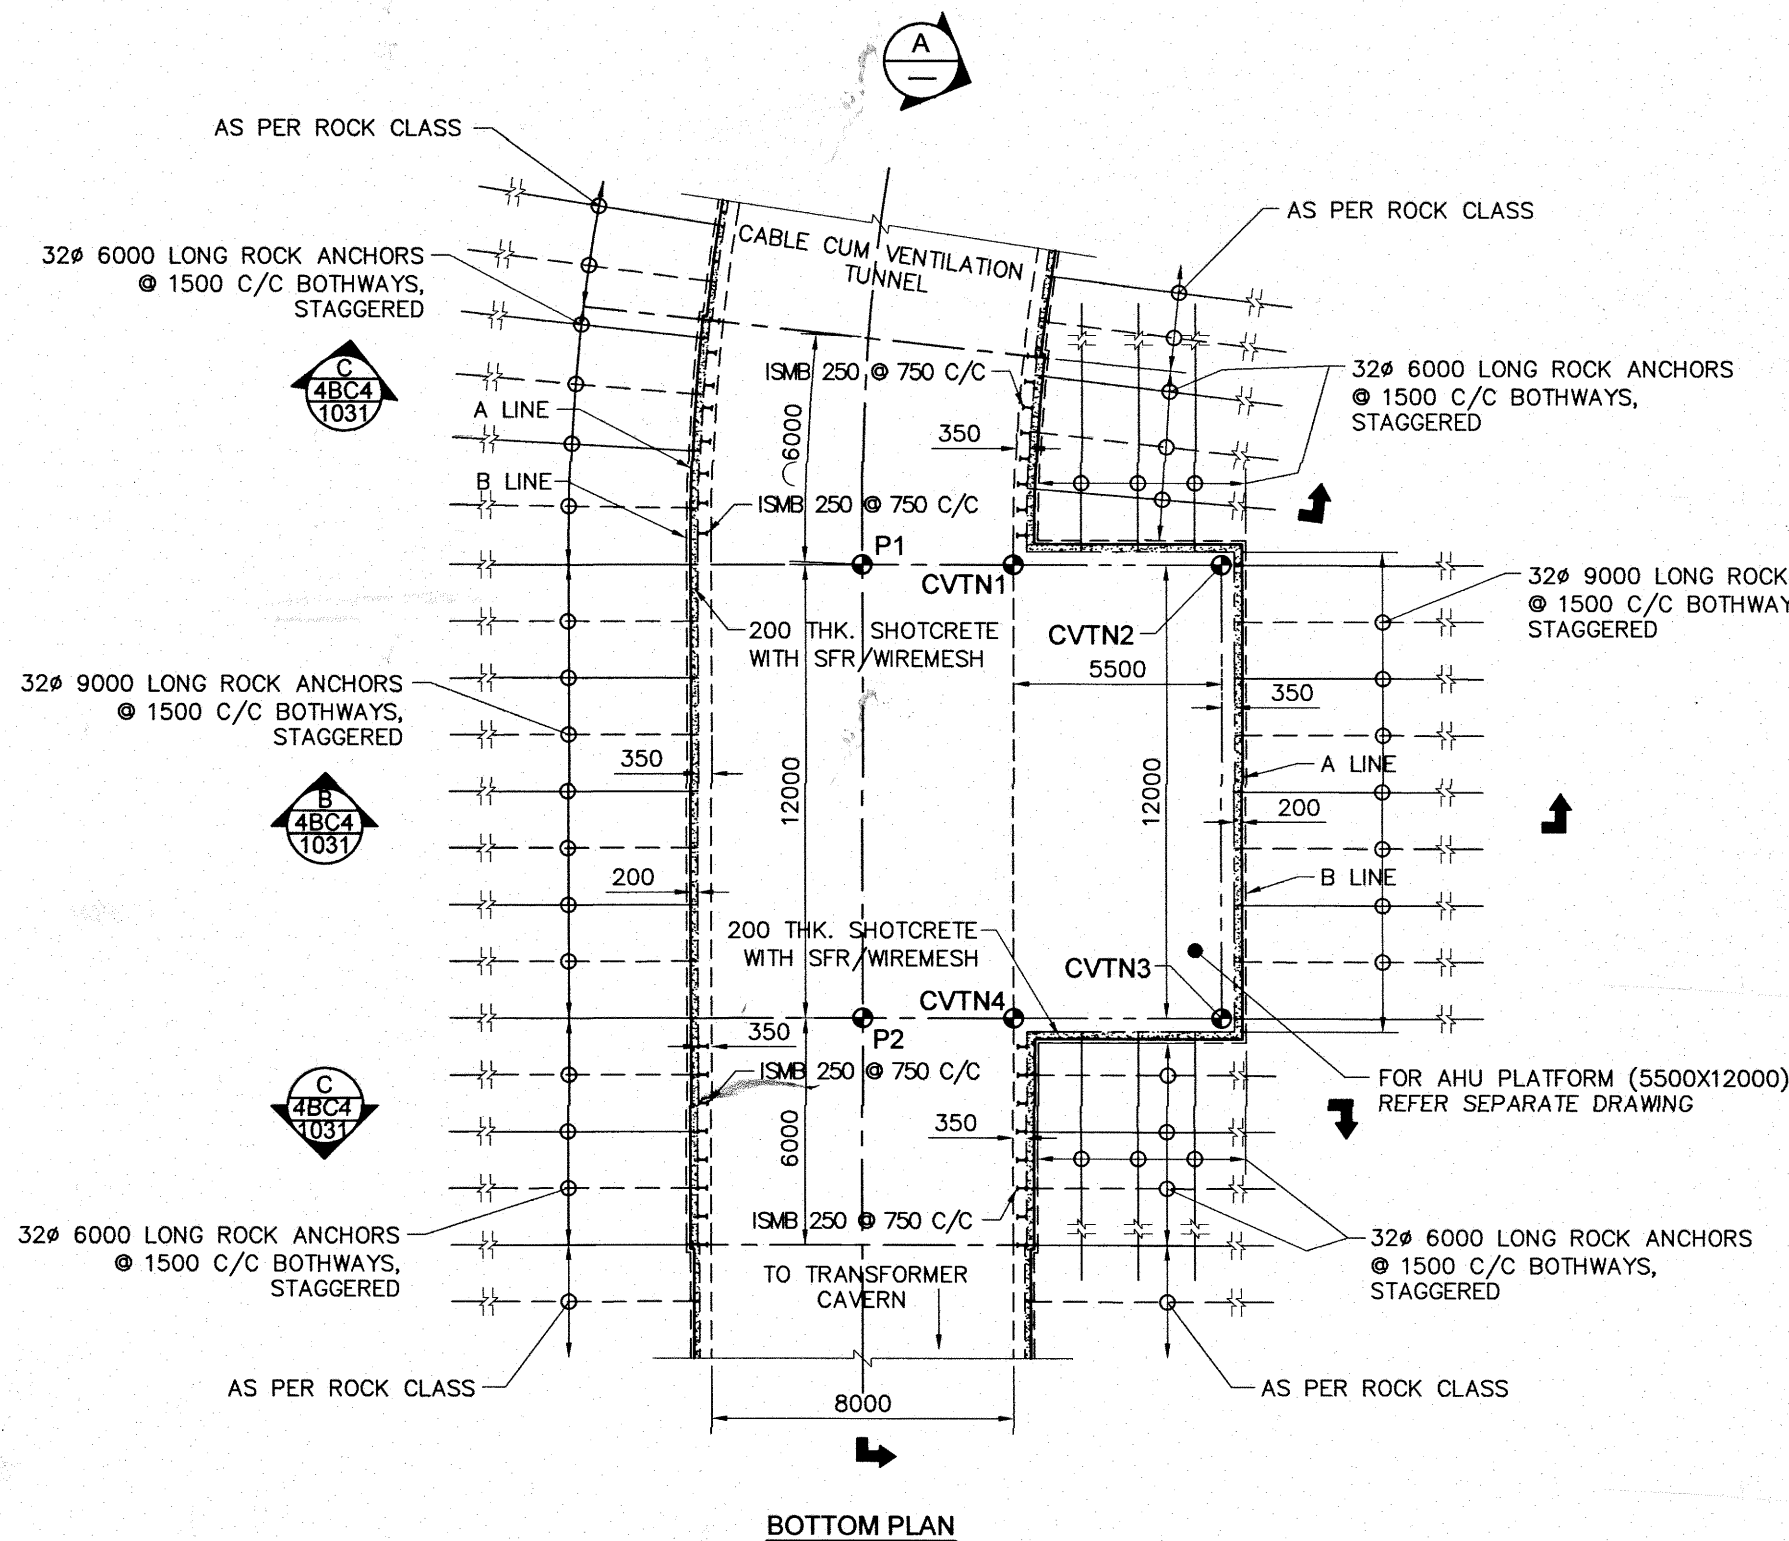 A
AS PER ROCK CLASS
AS PER ROCK CLASS
CABLE CUM VENTILATION
TUNNEL
32ø 6000 LONG ROCK ANCHORS
@ 1500 C/C BOTHWAYS,
STAGGERED
C
4BC4
1031
ISMB 250 @ 750 C/C
32ø 6000 LONG ROCK ANCHORS
@ 1500 C/C BOTHWAYS,
STAGGERED
A LINE
6000
350
B LINE
ISMB 250 @ 750 C/C
P1
CVTN1
32ø 9000 LONG ROCK
@ 1500 C/C BOTHWAY
STAGGERED
200 THK. SHOTCRETE
WITH SFR/WIREMESH
CVTN2
5500
350
32ø 9000 LONG ROCK ANCHORS
@ 1500 C/C BOTHWAYS,
STAGGERED
350
12000
12000
A LINE
200
B
4BC4
1031
200
B LINE
200 THK. SHOTCRETE
WITH SFR/WIREMESH
CVTN3
CVTN4
P2
350
ISMB 250 @ 750 C/C
FOR AHU PLATFORM (5500X12000)
REFER SEPARATE DRAWING
C
4BC4
1031
6000
350
ISMB 250 @ 750 C/C
32ø 6000 LONG ROCK ANCHORS
@ 1500 C/C BOTHWAYS,
STAGGERED
32ø 6000 LONG ROCK ANCHORS
@ 1500 C/C BOTHWAYS,
STAGGERED
TO TRANSFORMER
CAVERN
AS PER ROCK CLASS
AS PER ROCK CLASS
8000
BOTTOM PLAN